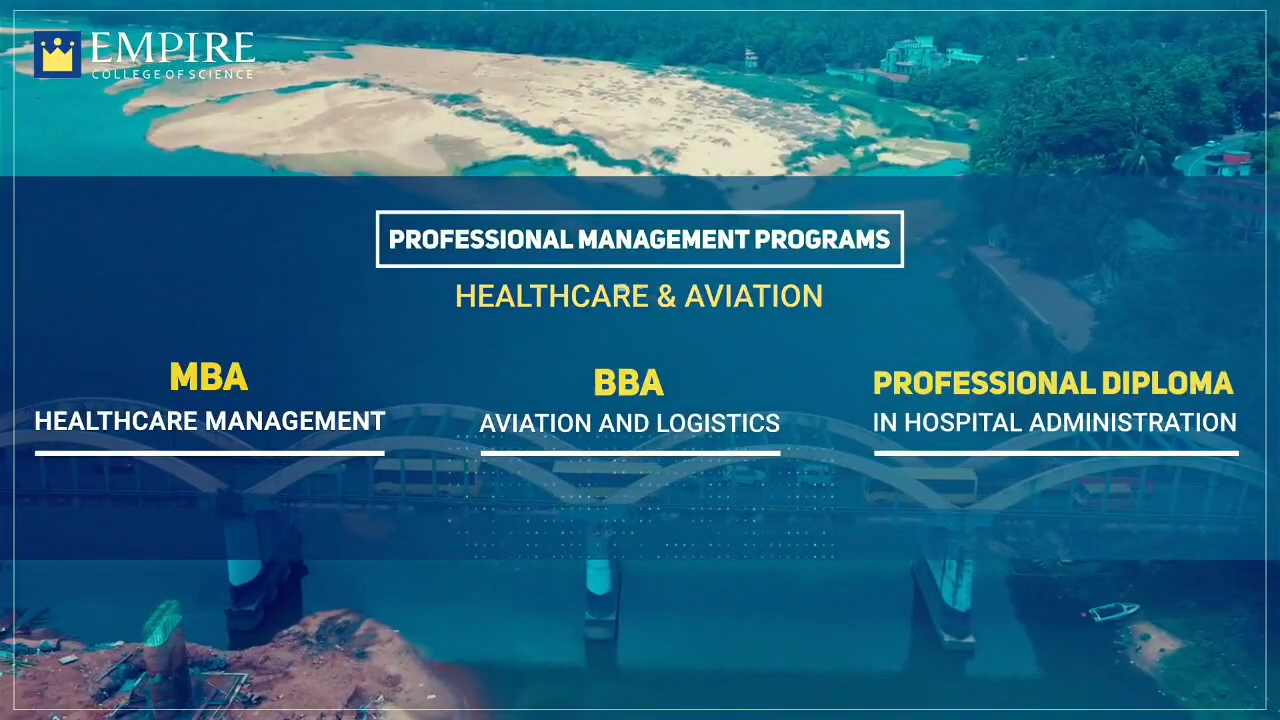 EMPIRE
COLLEGE OF SCIENCE
PROFESSIONAL MANAGEMENT PROGRAMS
HEALTHCARE & AVIATION
MBA
HEALTHCARE MANAGEMENT
BBA
AVIATION AND LOGISTICS
PROFESSIONAL DIPLOMA
IN HOSPITAL ADMINISTRATION